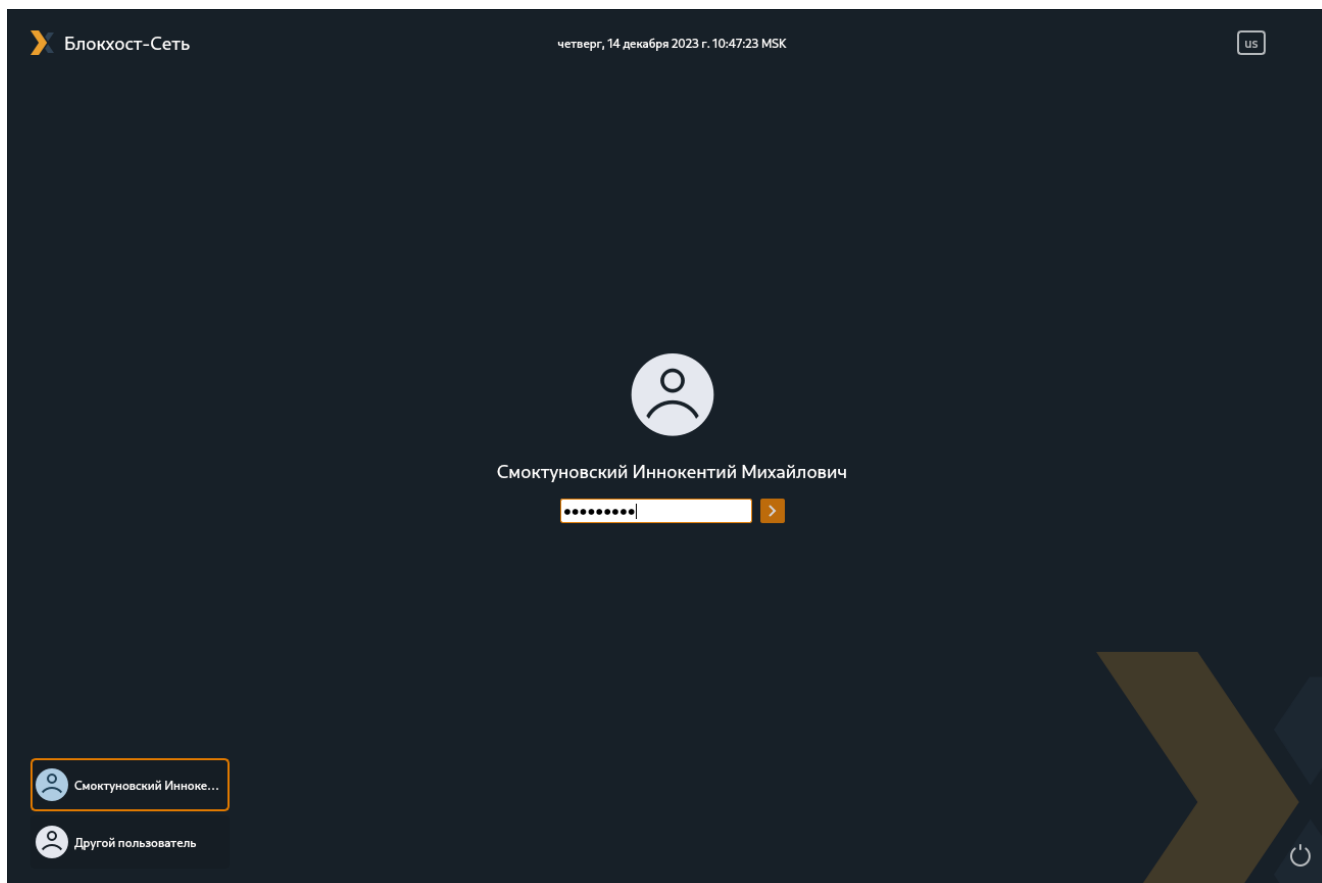 Блокхост-Сеть
четверг, 14 декабря 2023 г. 10:47:23 MSK
us
Смоктуновский Иннокентий Михайлович
Смоктуновский Инноке...
Другой пользователь